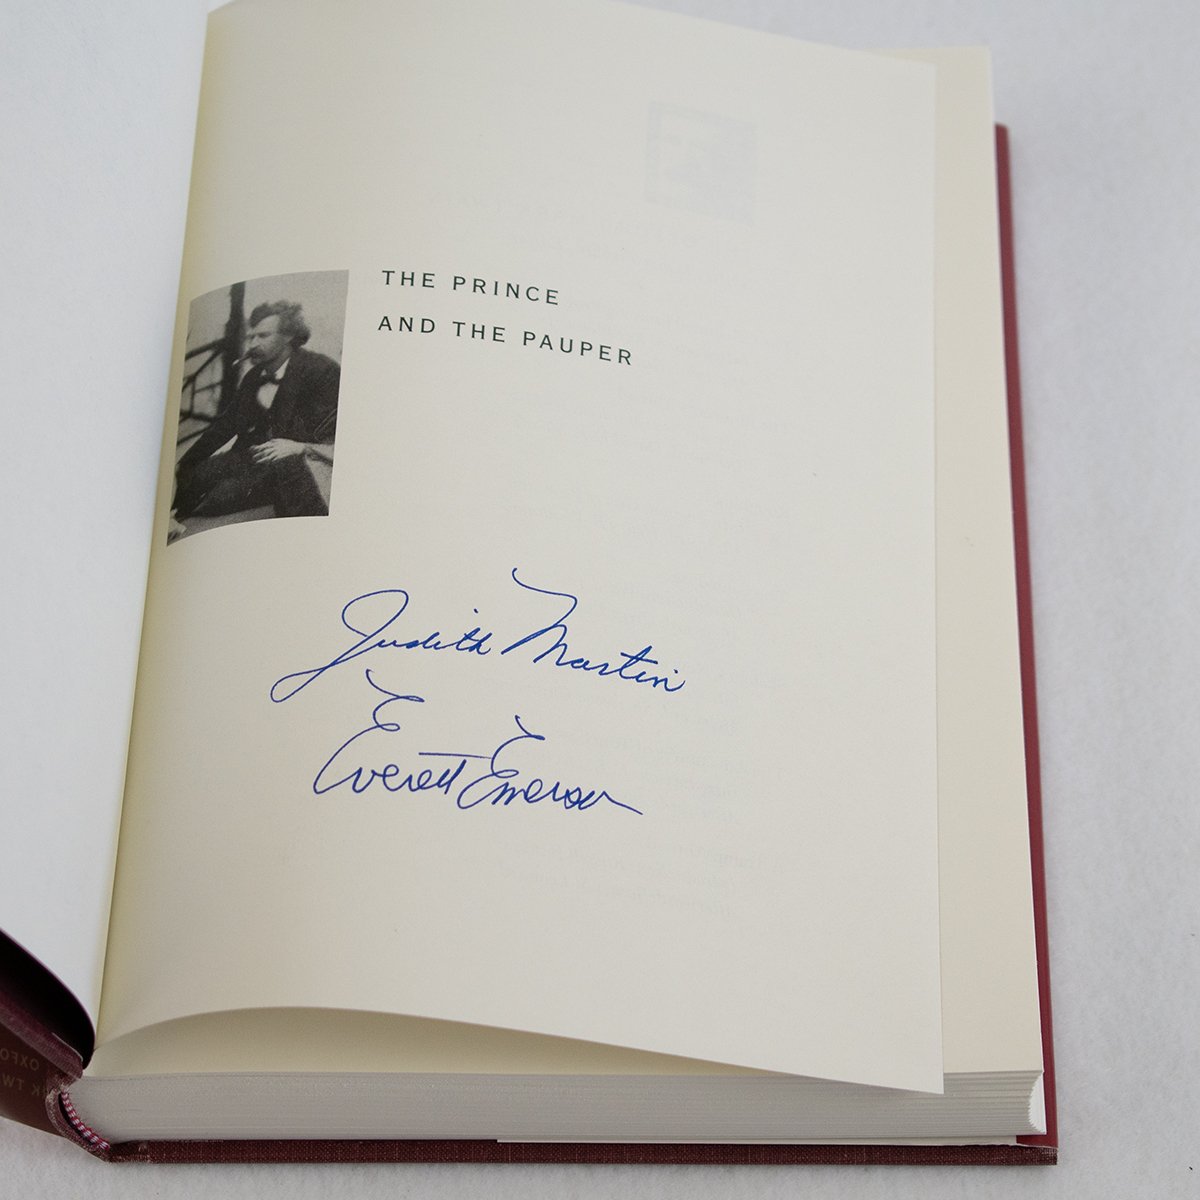 THE PRINCE
AND THE PAUPER
Judith Martin
Everett Emerson